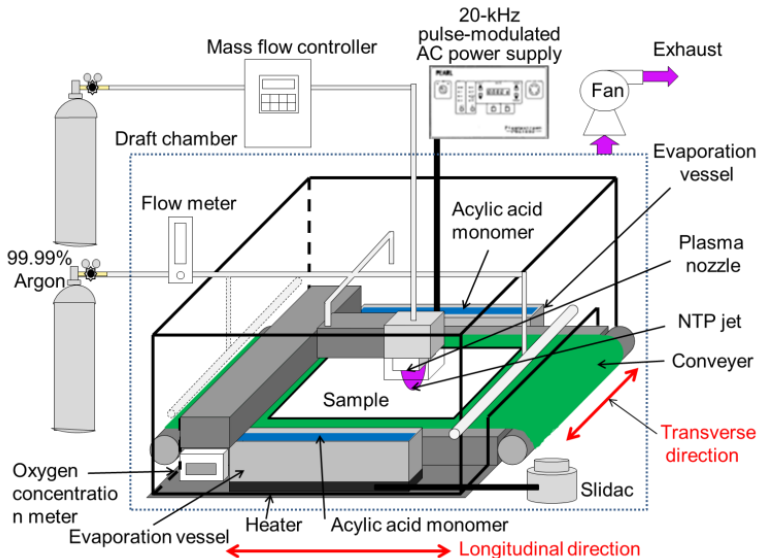 20-kHz
pulse-modulated
AC power supply
Mass flow controller
Exhaust
Fan
Draft chamber
Evaporation
vessel
Flow meter
Acylic acid
monomer
Plasma
nozzle
99.99%
Argon
NTP jet
Conveyer
Sample
Transverse
direction
Oxygen
concentratio
n meter
Slidac
Evaporation vessel
Heater
Acylic acid monomer
Longitudinal direction